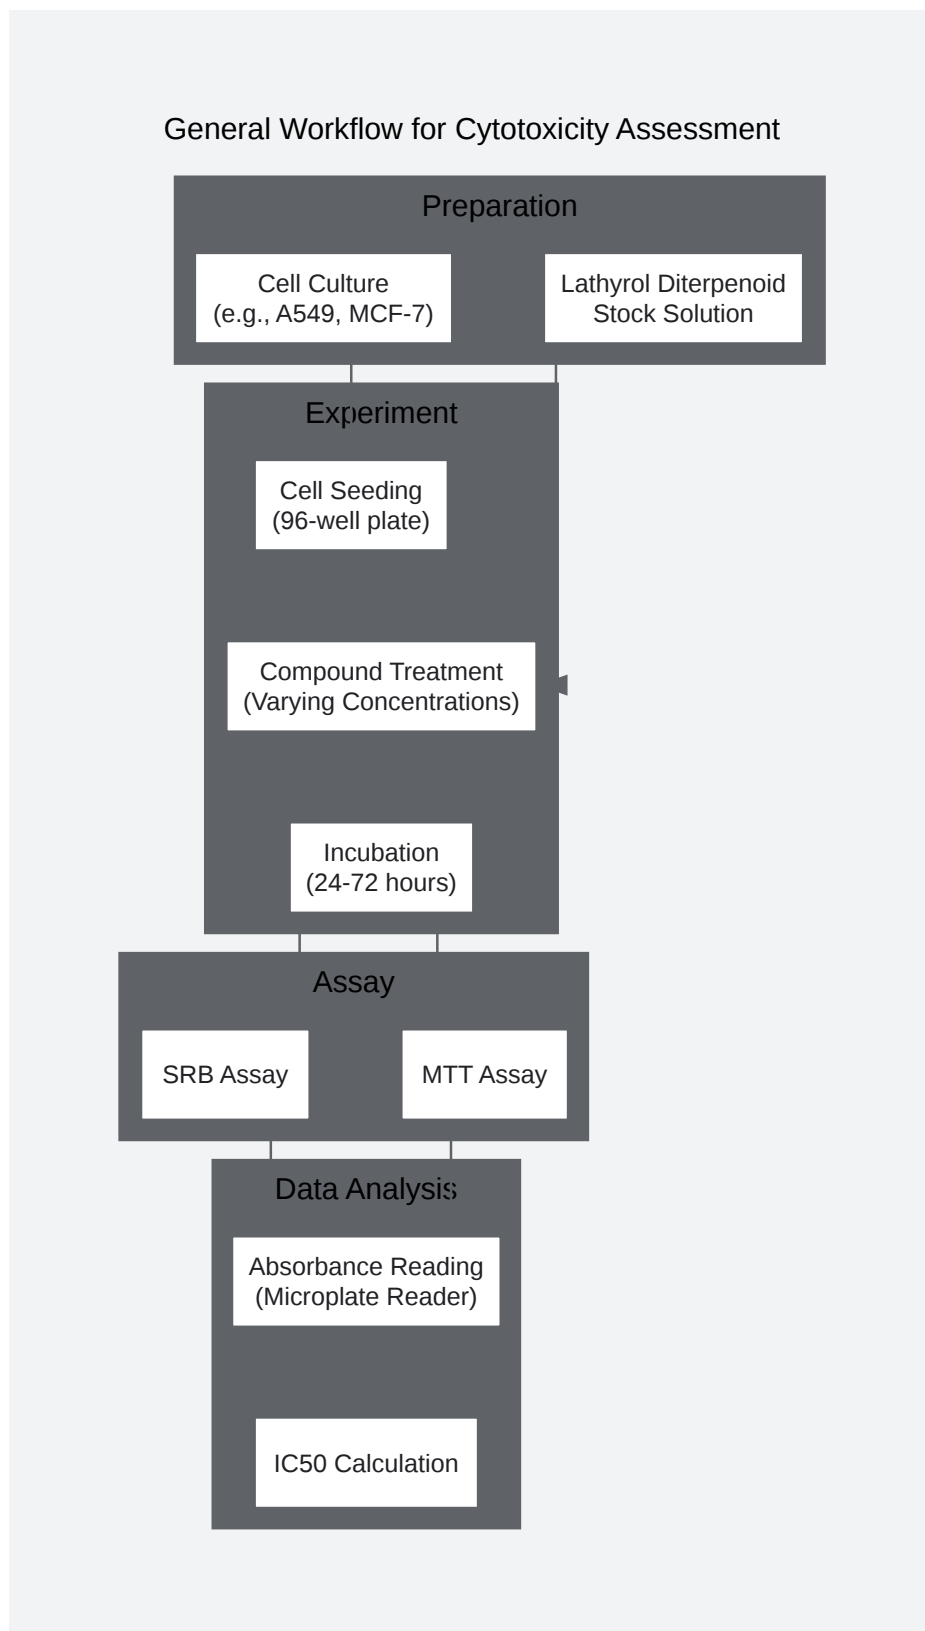 General Workflow for Cytotoxicity Assessment
Preparation
Cell Culture
(e.g., A549, MCF-7)
Lathyrol Diterpenoid
Stock Solution
Experiment
Cell Seeding
(96-well plate)
Compound Treatment
(Varying Concentrations)
Incubation
(24-72 hours)
Assay
SRB Assay
MTT Assay
Data Analysis
Absorbance Reading
(Microplate Reader)
IC50 Calculation